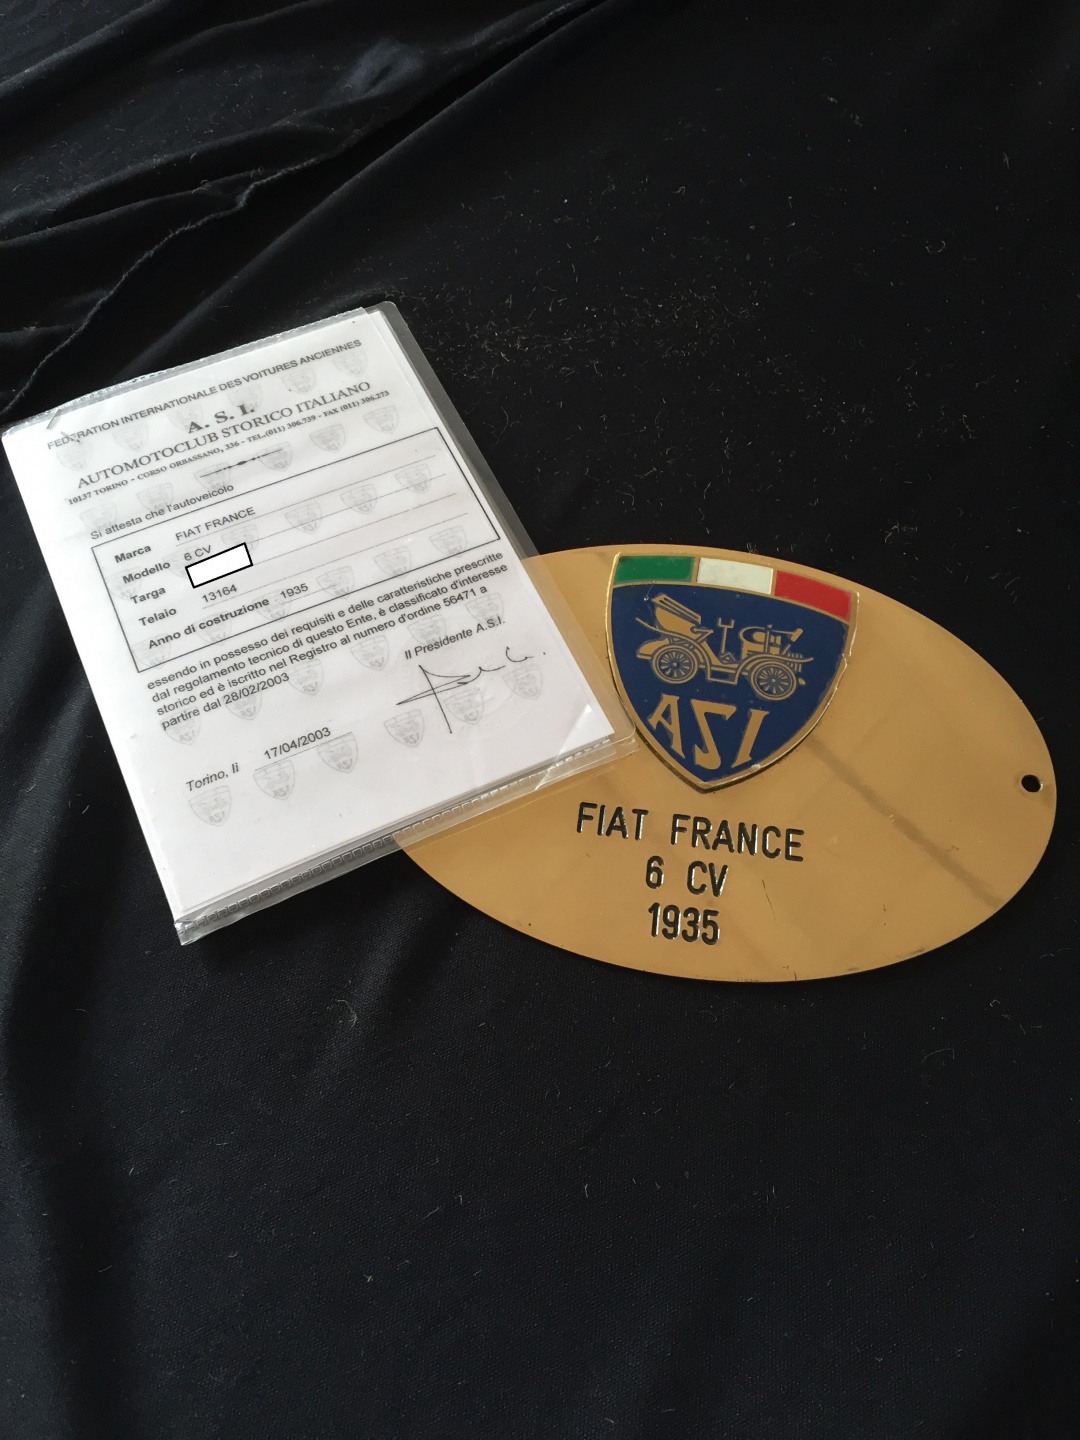 FEDERATION INTERNATIONALE DES VOITURES ANCIENNES
A. S. I.
AUTOMOTOCLUB STORICO ITALIANO
10137 TORINO - CORSO ORBASSANO, 336 - TEL.(011) 306.739 - FAX (011) 306.273
Si attesta che l'autoveicolo
Marca FIAT FRANCE
Modello 6 CV
Targa
Telaio 13164
Anno di costruzione 1935
essendo in possesso dei requisiti e delle caratteristiche prescritte
dal regolamento tecnico di questo Ente, è classificato d'interesse
storico ed è iscritto nel Registro al numero d'ordine 56471 a
partire dal 28/02/2003
Il Presidente A.S.I.
Torino, lì 17/04/2003
ASI
FIAT FRANCE
6 CV
1935